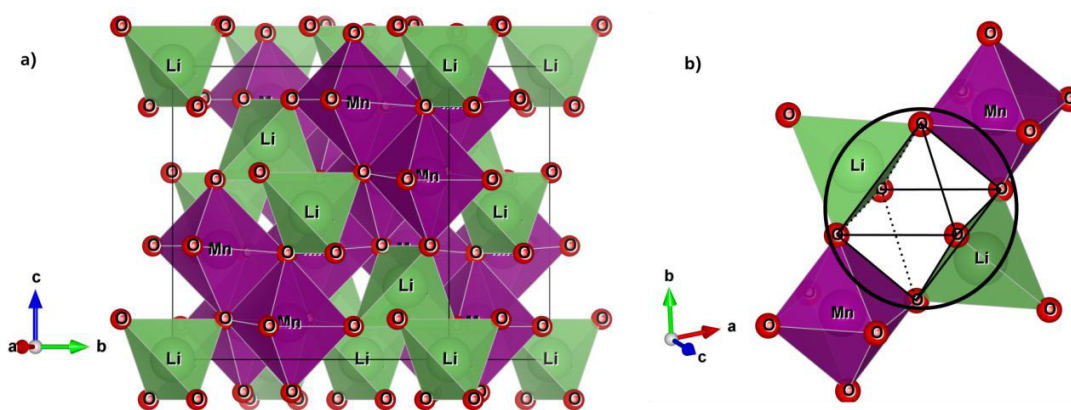 a)
O O O O O O O O
O O O
Li Li Li
O O O O O Mn O O O O O O
Li
O O O O O O O
Mn
Li Li
O O Mn O O O O O
Li
O O O O O O
Mn
O O O O O O O
Li Li Li Li Li
O O O O O O O O O O
c
a b
b)
O
Mn
O O O O
Li
O O
O O
Li
O O
Mn
O O
O
b
a
c